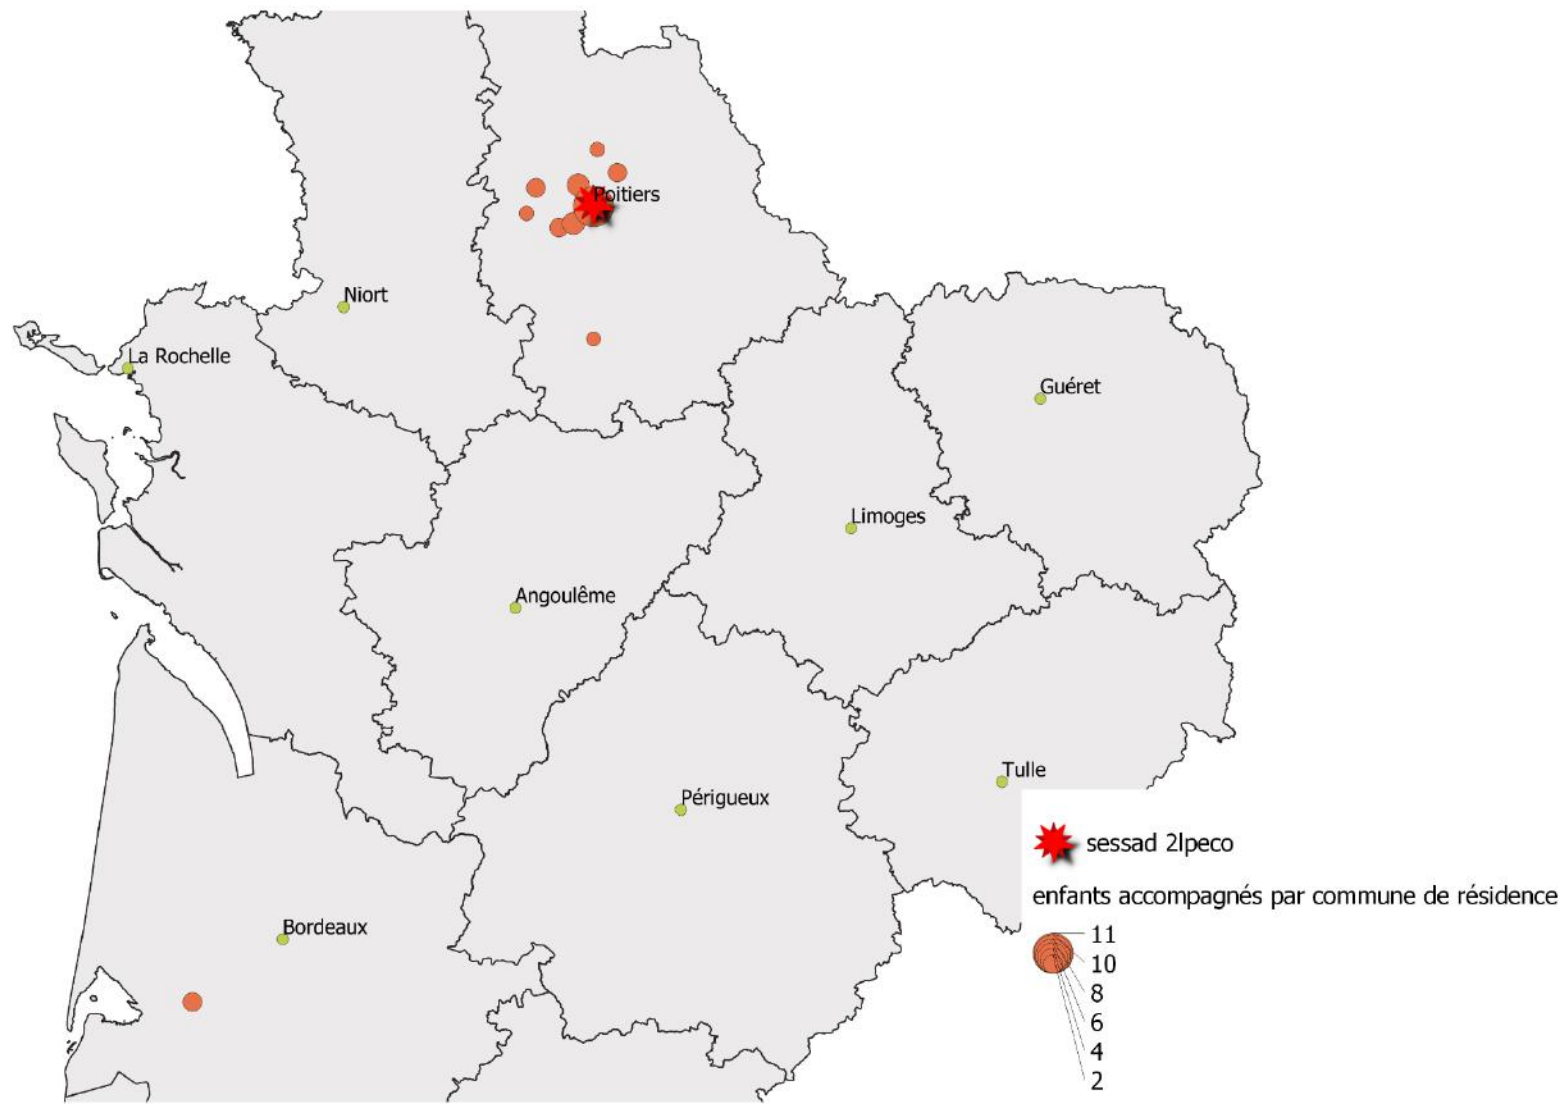 Poitiers
Niort
La Rochelle
Guéret
Limoges
Angoulême
Tulle
Périgueux
Bordeaux
sessad 2lpeco
enfants accompagnés par commune de résidence
11
10
8
6
4
2